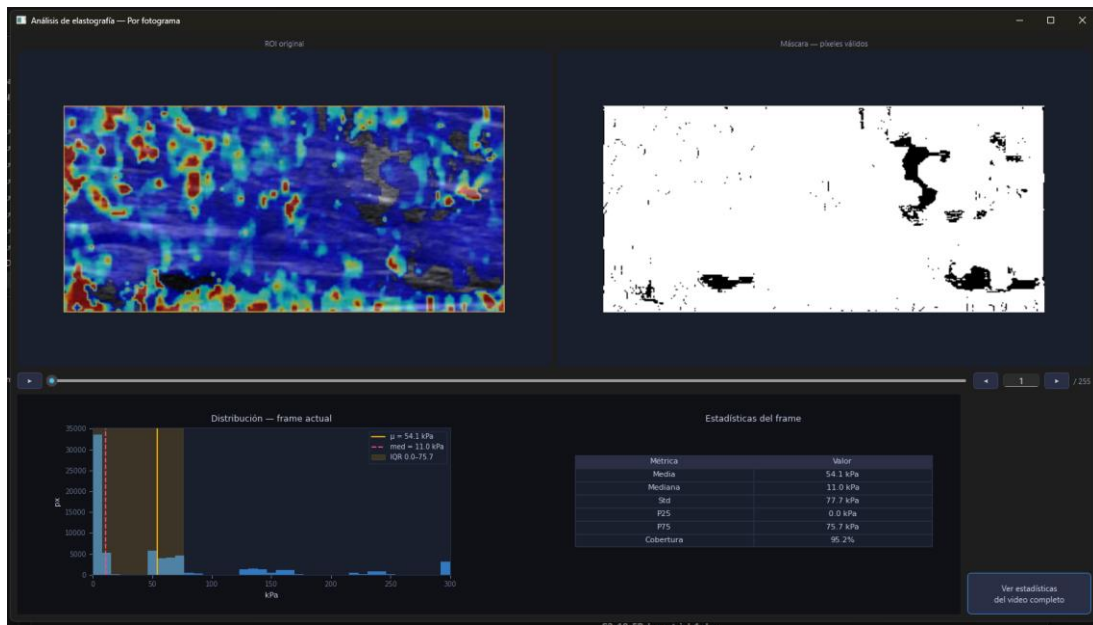 Análisis de elastografía — Por fotograma
ROI original
Máscara — píxeles válidos
1
/ 255
Distribución — frame actual
μ = 54.1 kPa
med = 11.0 kPa
IQR 0.0–75.7
35000
30000
25000
20000
15000
10000
5000
0
px
0 50 100 150 200 250 300
kPa
Estadísticas del frame
Métrica Valor
Media 54.1 kPa
Mediana 11.0 kPa
Std 77.7 kPa
P25 0.0 kPa
P75 75.7 kPa
Cobertura 95.2%
Ver estadísticas
del video completo